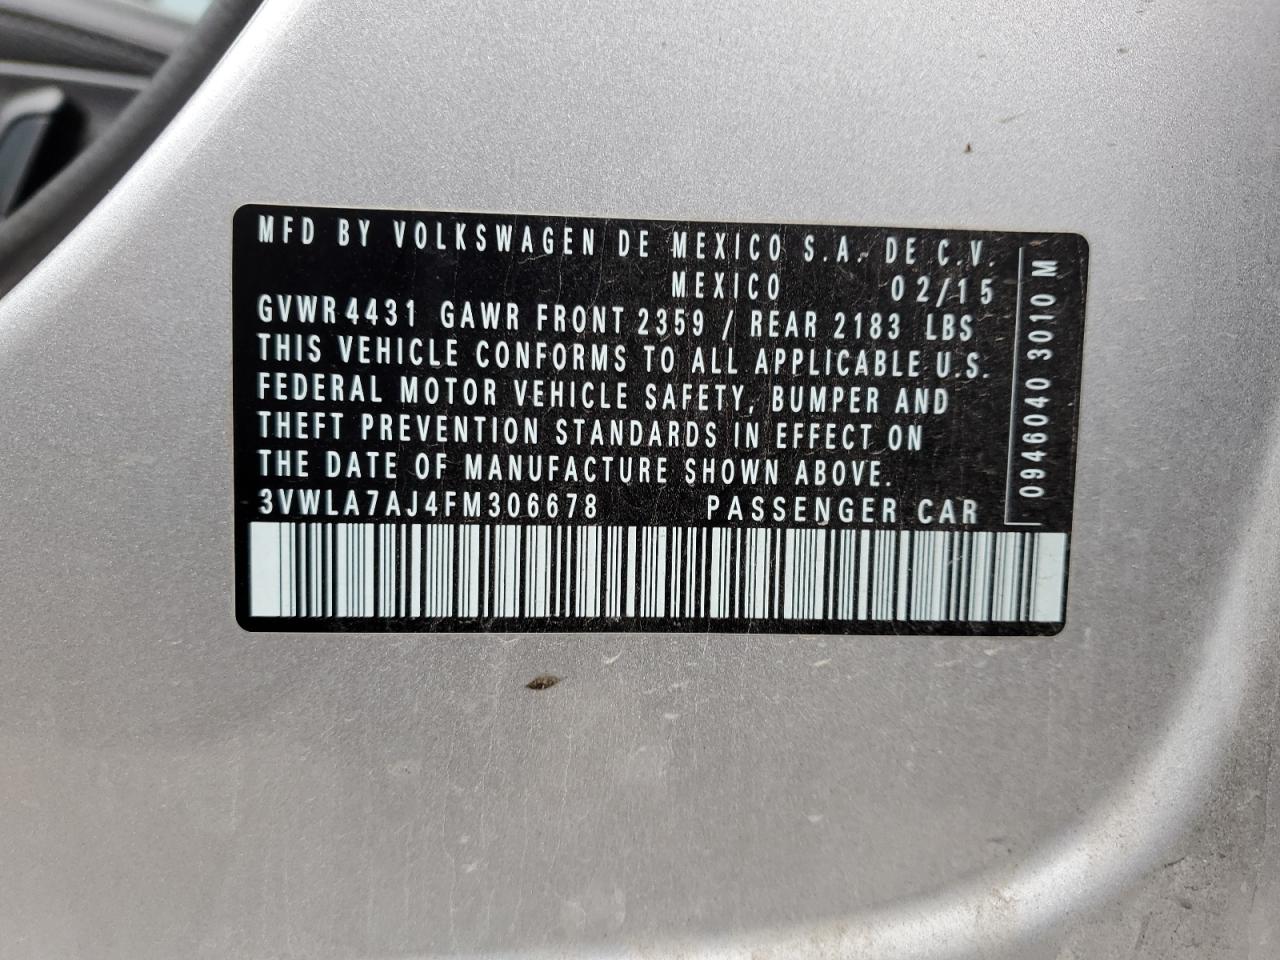 MFD BY VOLKSWAGEN DE MEXICO S.A. DE C.V.
MEXICO 02/15
GVWR 4431 GAWR FRONT 2359 / REAR 2183 LBS
THIS VEHICLE CONFORMS TO ALL APPLICABLE U.S.
FEDERAL MOTOR VEHICLE SAFETY, BUMPER AND
THEFT PREVENTION STANDARDS IN EFFECT ON
THE DATE OF MANUFACTURE SHOWN ABOVE.
3VWLA7AJ4FM306678 PASSENGER CAR
0946040 3010 M